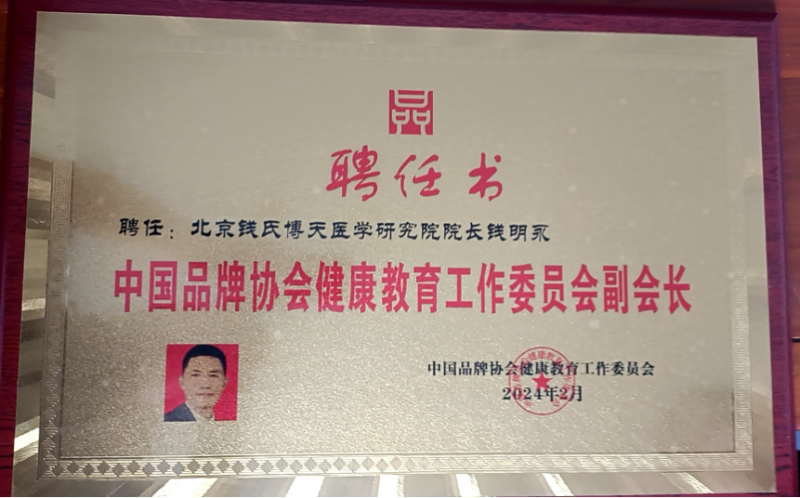 聘任书
聘任：北京钱氏博天医学研究院院长钱明永
中国品牌协会健康教育工作委员会副会长
中国品牌协会健康教育工作委员会
2024年2月